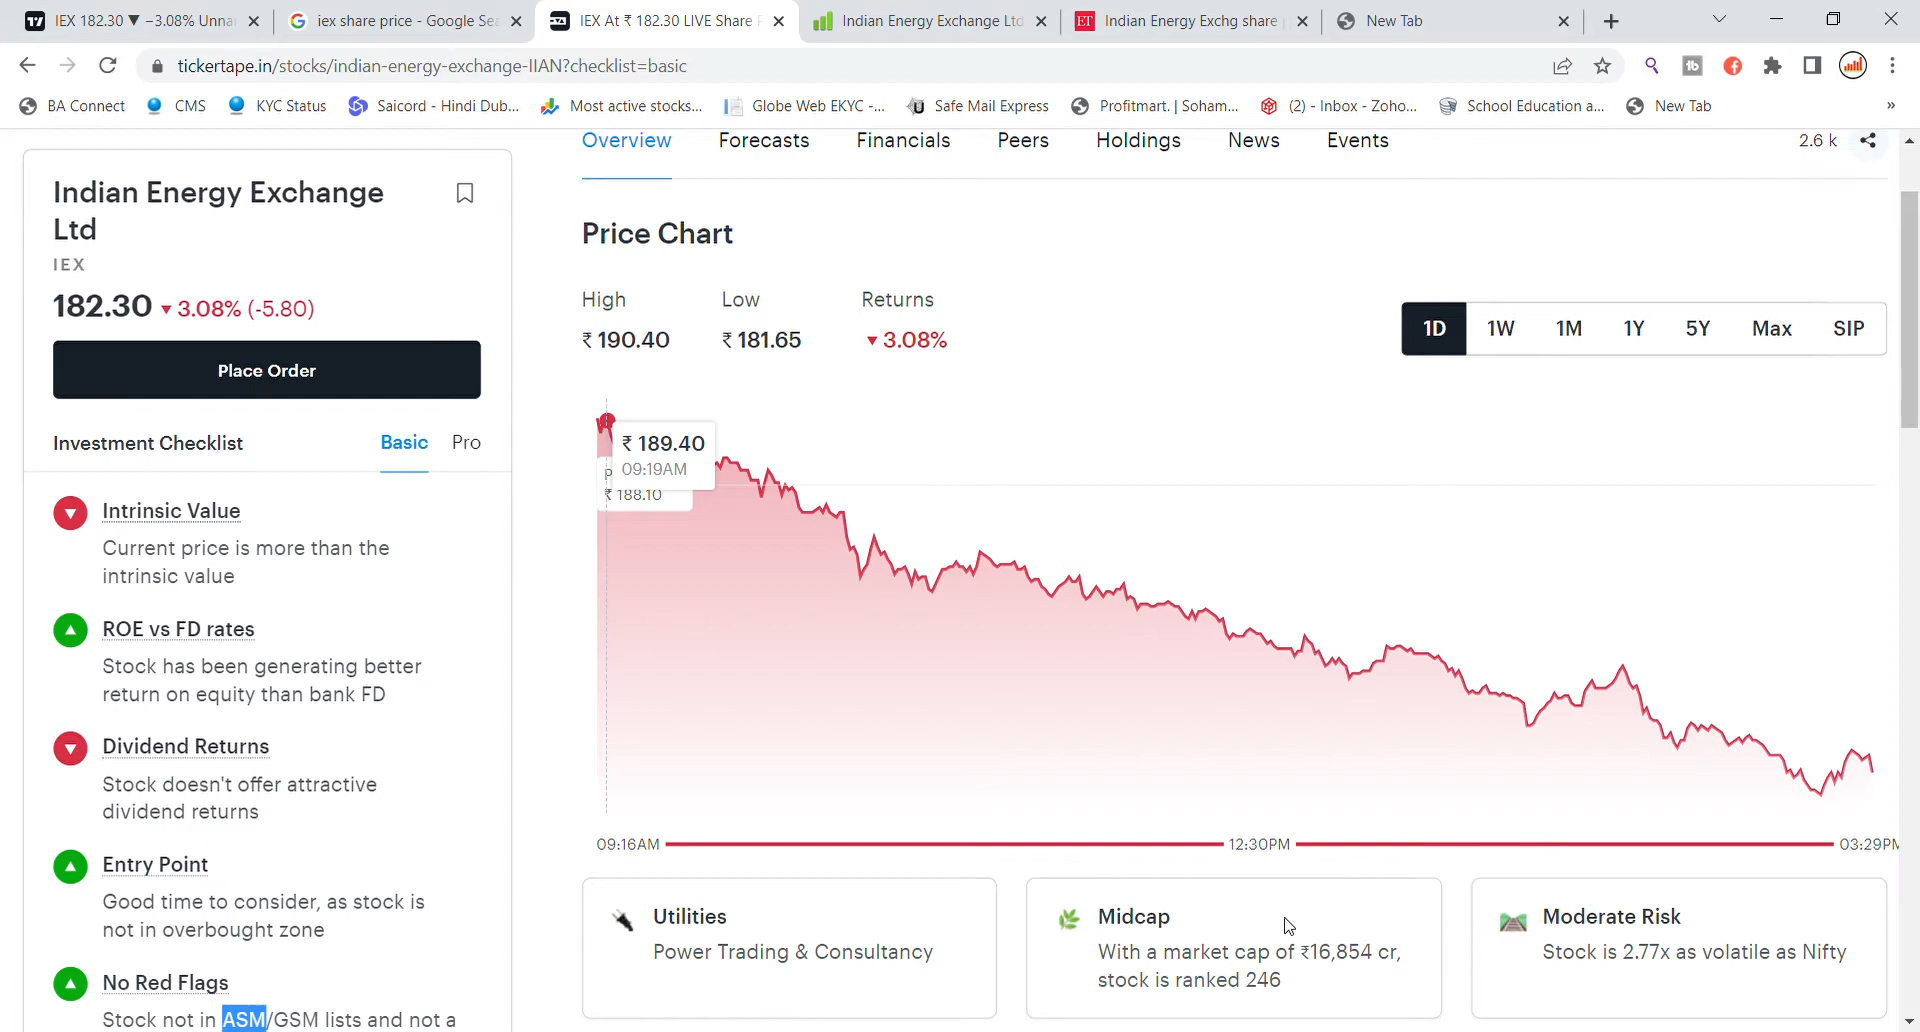 IEX 182.30 ▼ −3.08% Unna
iex share price - Google Se
IEX At ₹ 182.30 LIVE Share
Indian Energy Exchange Ltd
ET
Indian Energy Exchg share
New Tab
tickertape.in/stocks/indian-energy-exchange-IIAN?checklist=basic
BA Connect
CMS
KYC Status
Saicord - Hindi Dub...
Most active stocks...
Globe Web EKYC -...
Safe Mail Express
Profitmart. | Soham...
(2) - Inbox - Zoho...
School Education a...
New Tab
»
Overview
Forecasts
Financials
Peers
Holdings
News
Events
2.6 k
Indian Energy Exchange
Ltd
IEX
182.30 ▼ 3.08% (-5.80)
Place Order
Investment Checklist
Basic
Pro
Intrinsic Value
Current price is more than the
intrinsic value
ROE vs FD rates
Stock has been generating better
return on equity than bank FD
Dividend Returns
Stock doesn't offer attractive
dividend returns
Entry Point
Good time to consider, as stock is
not in overbought zone
No Red Flags
Stock not in ASM/GSM lists and not a
Price Chart
High
Low
Returns
₹ 190.40
₹ 181.65
▼ 3.08%
1D
1W
1M
1Y
5Y
Max
SIP
₹ 189.40
09:19AM
₹ 188.10
09:16AM
12:30PM
03:29PM
Utilities
Power Trading & Consultancy
Midcap
With a market cap of ₹16,854 cr,
stock is ranked 246
Moderate Risk
Stock is 2.77x as volatile as Nifty